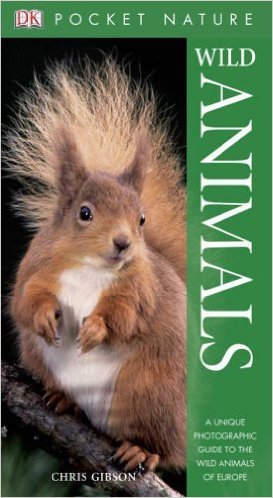 DK POCKET NATURE
WILD
ANIMALS
A UNIQUE
PHOTOGRAPHIC
GUIDE TO THE
WILD ANIMALS
OF EUROPE
CHRIS GIBSON